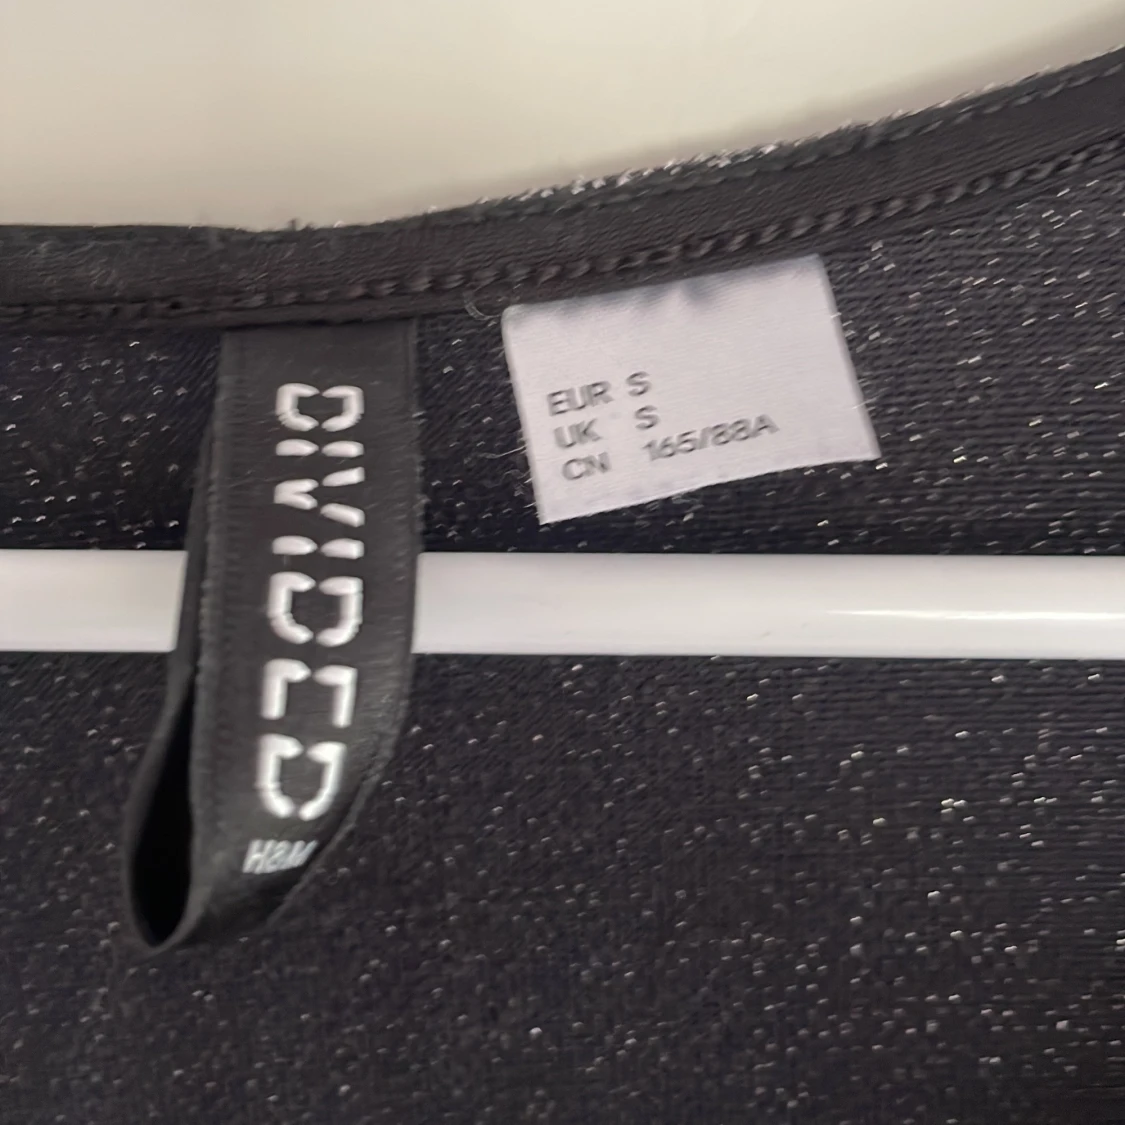 DIVIDED
H&M
EUR S
UK S
CN 165/88A